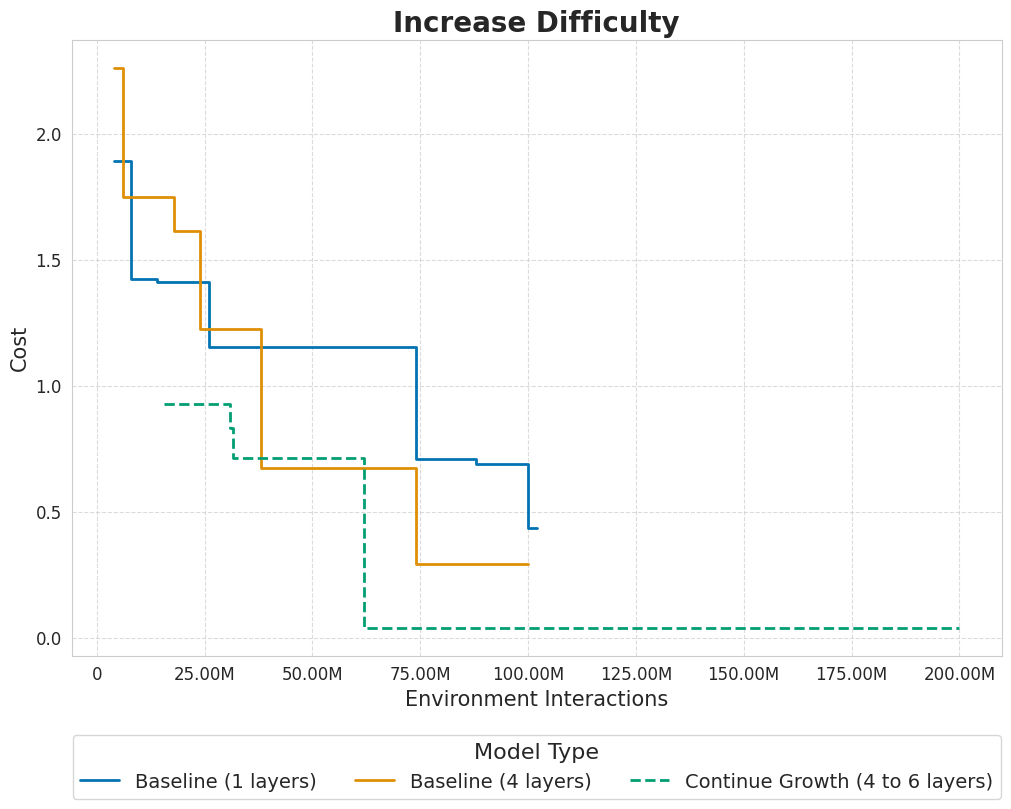 Increase Difficulty
2.0
1.5
1.0
0.5
0.0
Cost
0 25.00M 50.00M 75.00M 100.00M 125.00M 150.00M 175.00M 200.00M
Environment Interactions
Model Type
Baseline (1 layers) Baseline (4 layers) Continue Growth (4 to 6 layers)